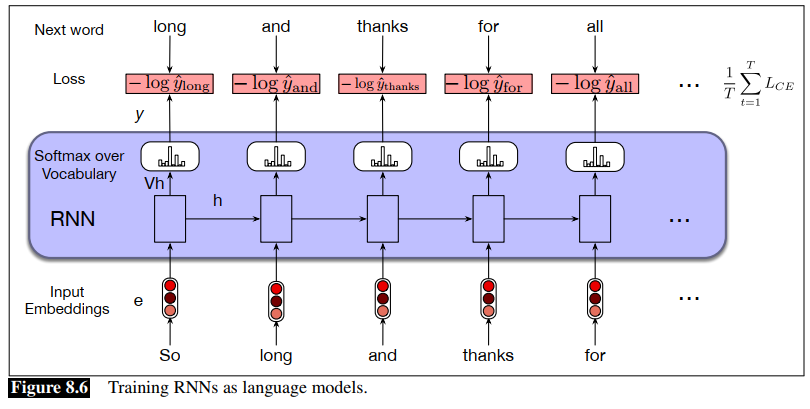 Next word long and thanks for all
Loss − log ŷlong − log ŷand − log ŷthanks − log ŷfor − log ŷall ... 1/T T∑t=1 LCE
y
Softmax over
Vocabulary
Vh
h
RNN ...
Input
Embeddings e ...
So long and thanks for
Figure 8.6 Training RNNs as language models.